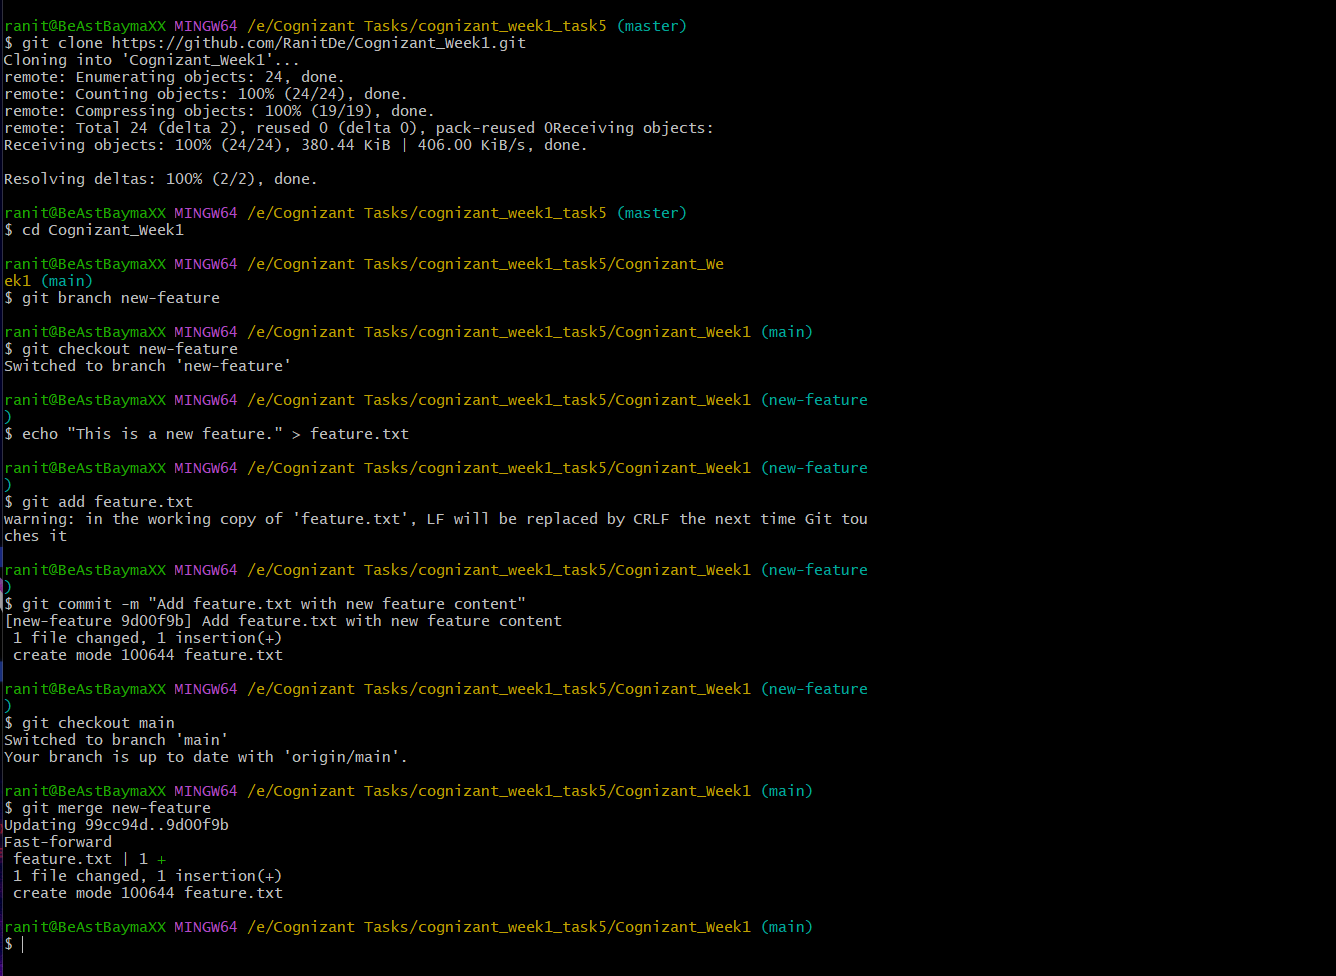 ranit@BeAstBaymaXX MINGW64 /e/Cognizant Tasks/cognizant_week1_task5 (master)
$ git clone https://github.com/RanitDe/Cognizant_Week1.git
Cloning into 'Cognizant_Week1'...
remote: Enumerating objects: 24, done.
remote: Counting objects: 100% (24/24), done.
remote: Compressing objects: 100% (19/19), done.
remote: Total 24 (delta 2), reused 0 (delta 0), pack-reused 0Receiving objects:
Receiving objects: 100% (24/24), 380.44 KiB | 406.00 KiB/s, done.
Resolving deltas: 100% (2/2), done.
ranit@BeAstBaymaXX MINGW64 /e/Cognizant Tasks/cognizant_week1_task5 (master)
$ cd Cognizant_Week1
ranit@BeAstBaymaXX MINGW64 /e/Cognizant Tasks/cognizant_week1_task5/Cognizant_We
ek1 (main)
$ git branch new-feature
ranit@BeAstBaymaXX MINGW64 /e/Cognizant Tasks/cognizant_week1_task5/Cognizant_Week1 (main)
$ git checkout new-feature
Switched to branch 'new-feature'
ranit@BeAstBaymaXX MINGW64 /e/Cognizant Tasks/cognizant_week1_task5/Cognizant_Week1 (new-feature
)
$ echo "This is a new feature." > feature.txt
ranit@BeAstBaymaXX MINGW64 /e/Cognizant Tasks/cognizant_week1_task5/Cognizant_Week1 (new-feature
)
$ git add feature.txt
warning: in the working copy of 'feature.txt', LF will be replaced by CRLF the next time Git tou
ches it
ranit@BeAstBaymaXX MINGW64 /e/Cognizant Tasks/cognizant_week1_task5/Cognizant_Week1 (new-feature
)
$ git commit -m "Add feature.txt with new feature content"
[new-feature 9d00f9b] Add feature.txt with new feature content
 1 file changed, 1 insertion(+)
 create mode 100644 feature.txt
ranit@BeAstBaymaXX MINGW64 /e/Cognizant Tasks/cognizant_week1_task5/Cognizant_Week1 (new-feature
)
$ git checkout main
Switched to branch 'main'
Your branch is up to date with 'origin/main'.
ranit@BeAstBaymaXX MINGW64 /e/Cognizant Tasks/cognizant_week1_task5/Cognizant_Week1 (main)
$ git merge new-feature
Updating 99cc94d..9d00f9b
Fast-forward
 feature.txt | 1 +
 1 file changed, 1 insertion(+)
 create mode 100644 feature.txt
ranit@BeAstBaymaXX MINGW64 /e/Cognizant Tasks/cognizant_week1_task5/Cognizant_Week1 (main)
$